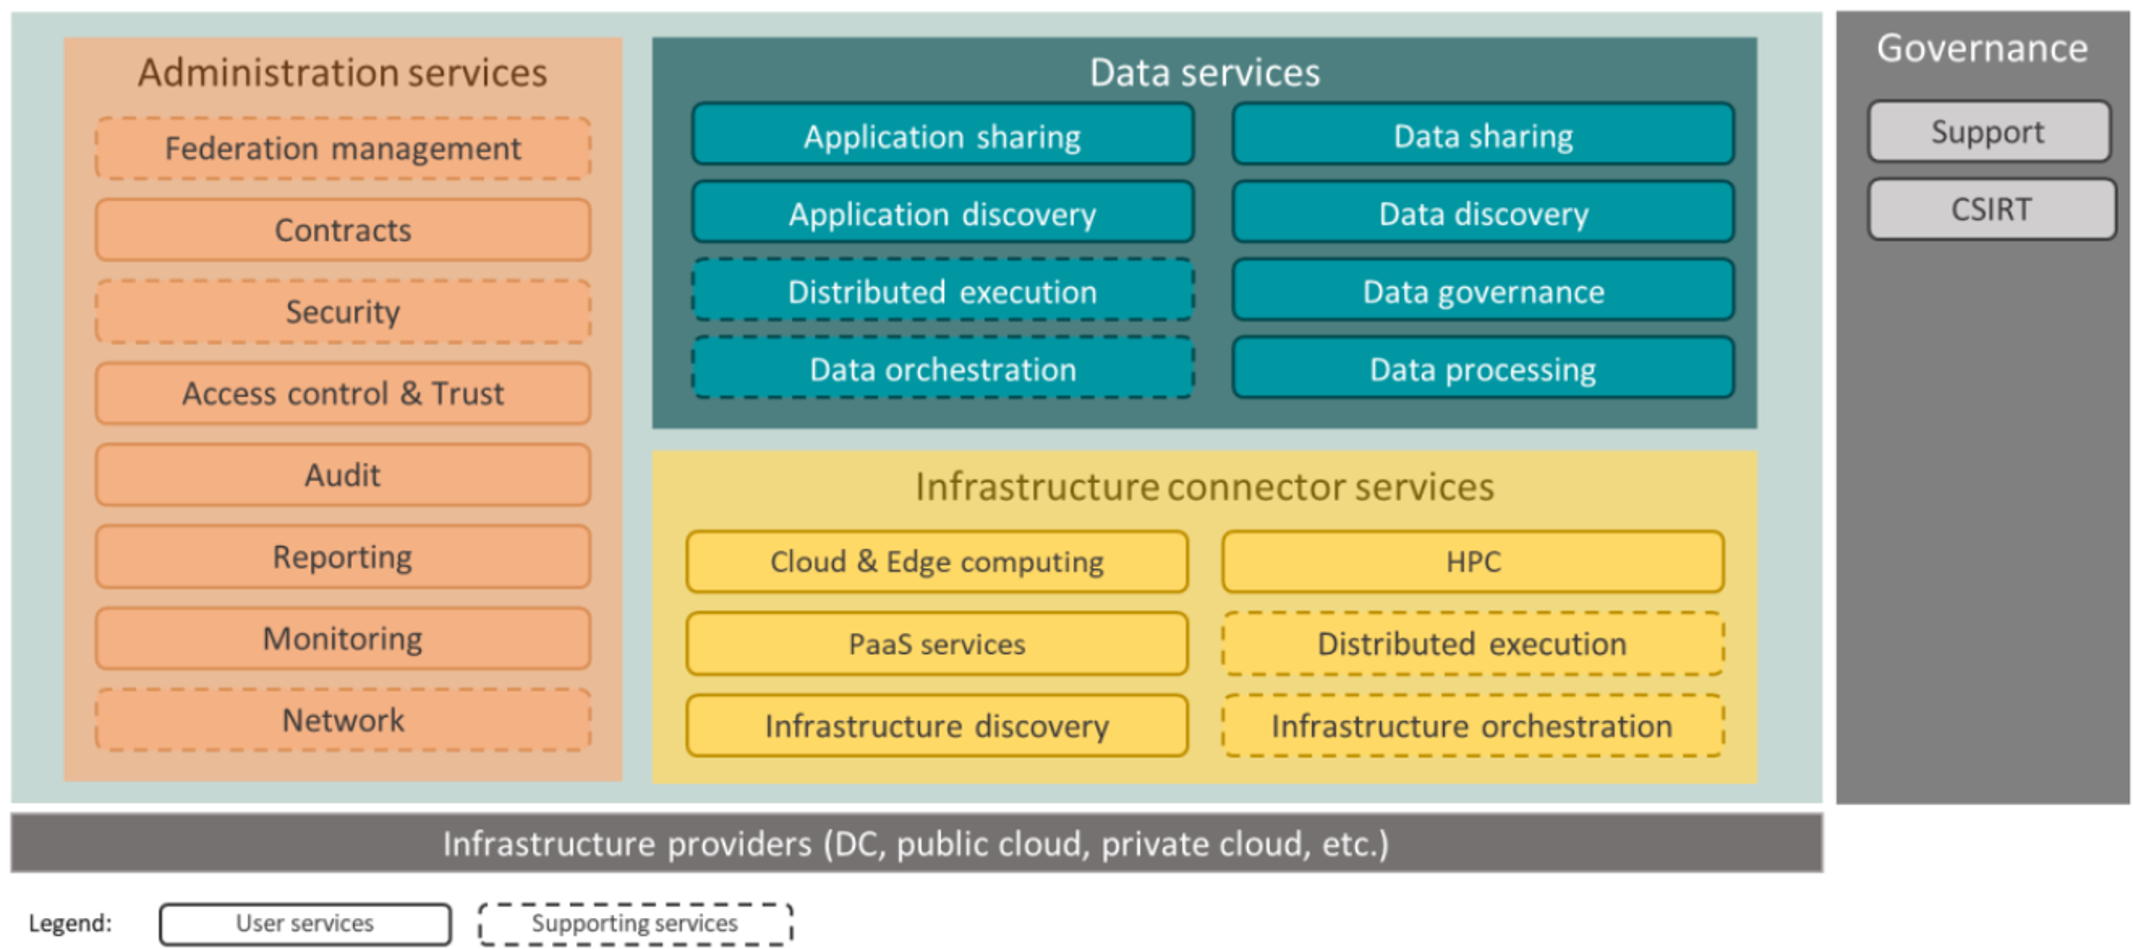 Administration services
Federation management
Contracts
Security
Access control & Trust
Audit
Reporting
Monitoring
Network
Data services
Application sharing
Data sharing
Application discovery
Data discovery
Distributed execution
Data governance
Data orchestration
Data processing
Infrastructure connector services
Cloud & Edge computing
HPC
PaaS services
Distributed execution
Infrastructure discovery
Infrastructure orchestration
Governance
Support
CSIRT
Infrastructure providers (DC, public cloud, private cloud, etc.)
Legend:
User services
Supporting services